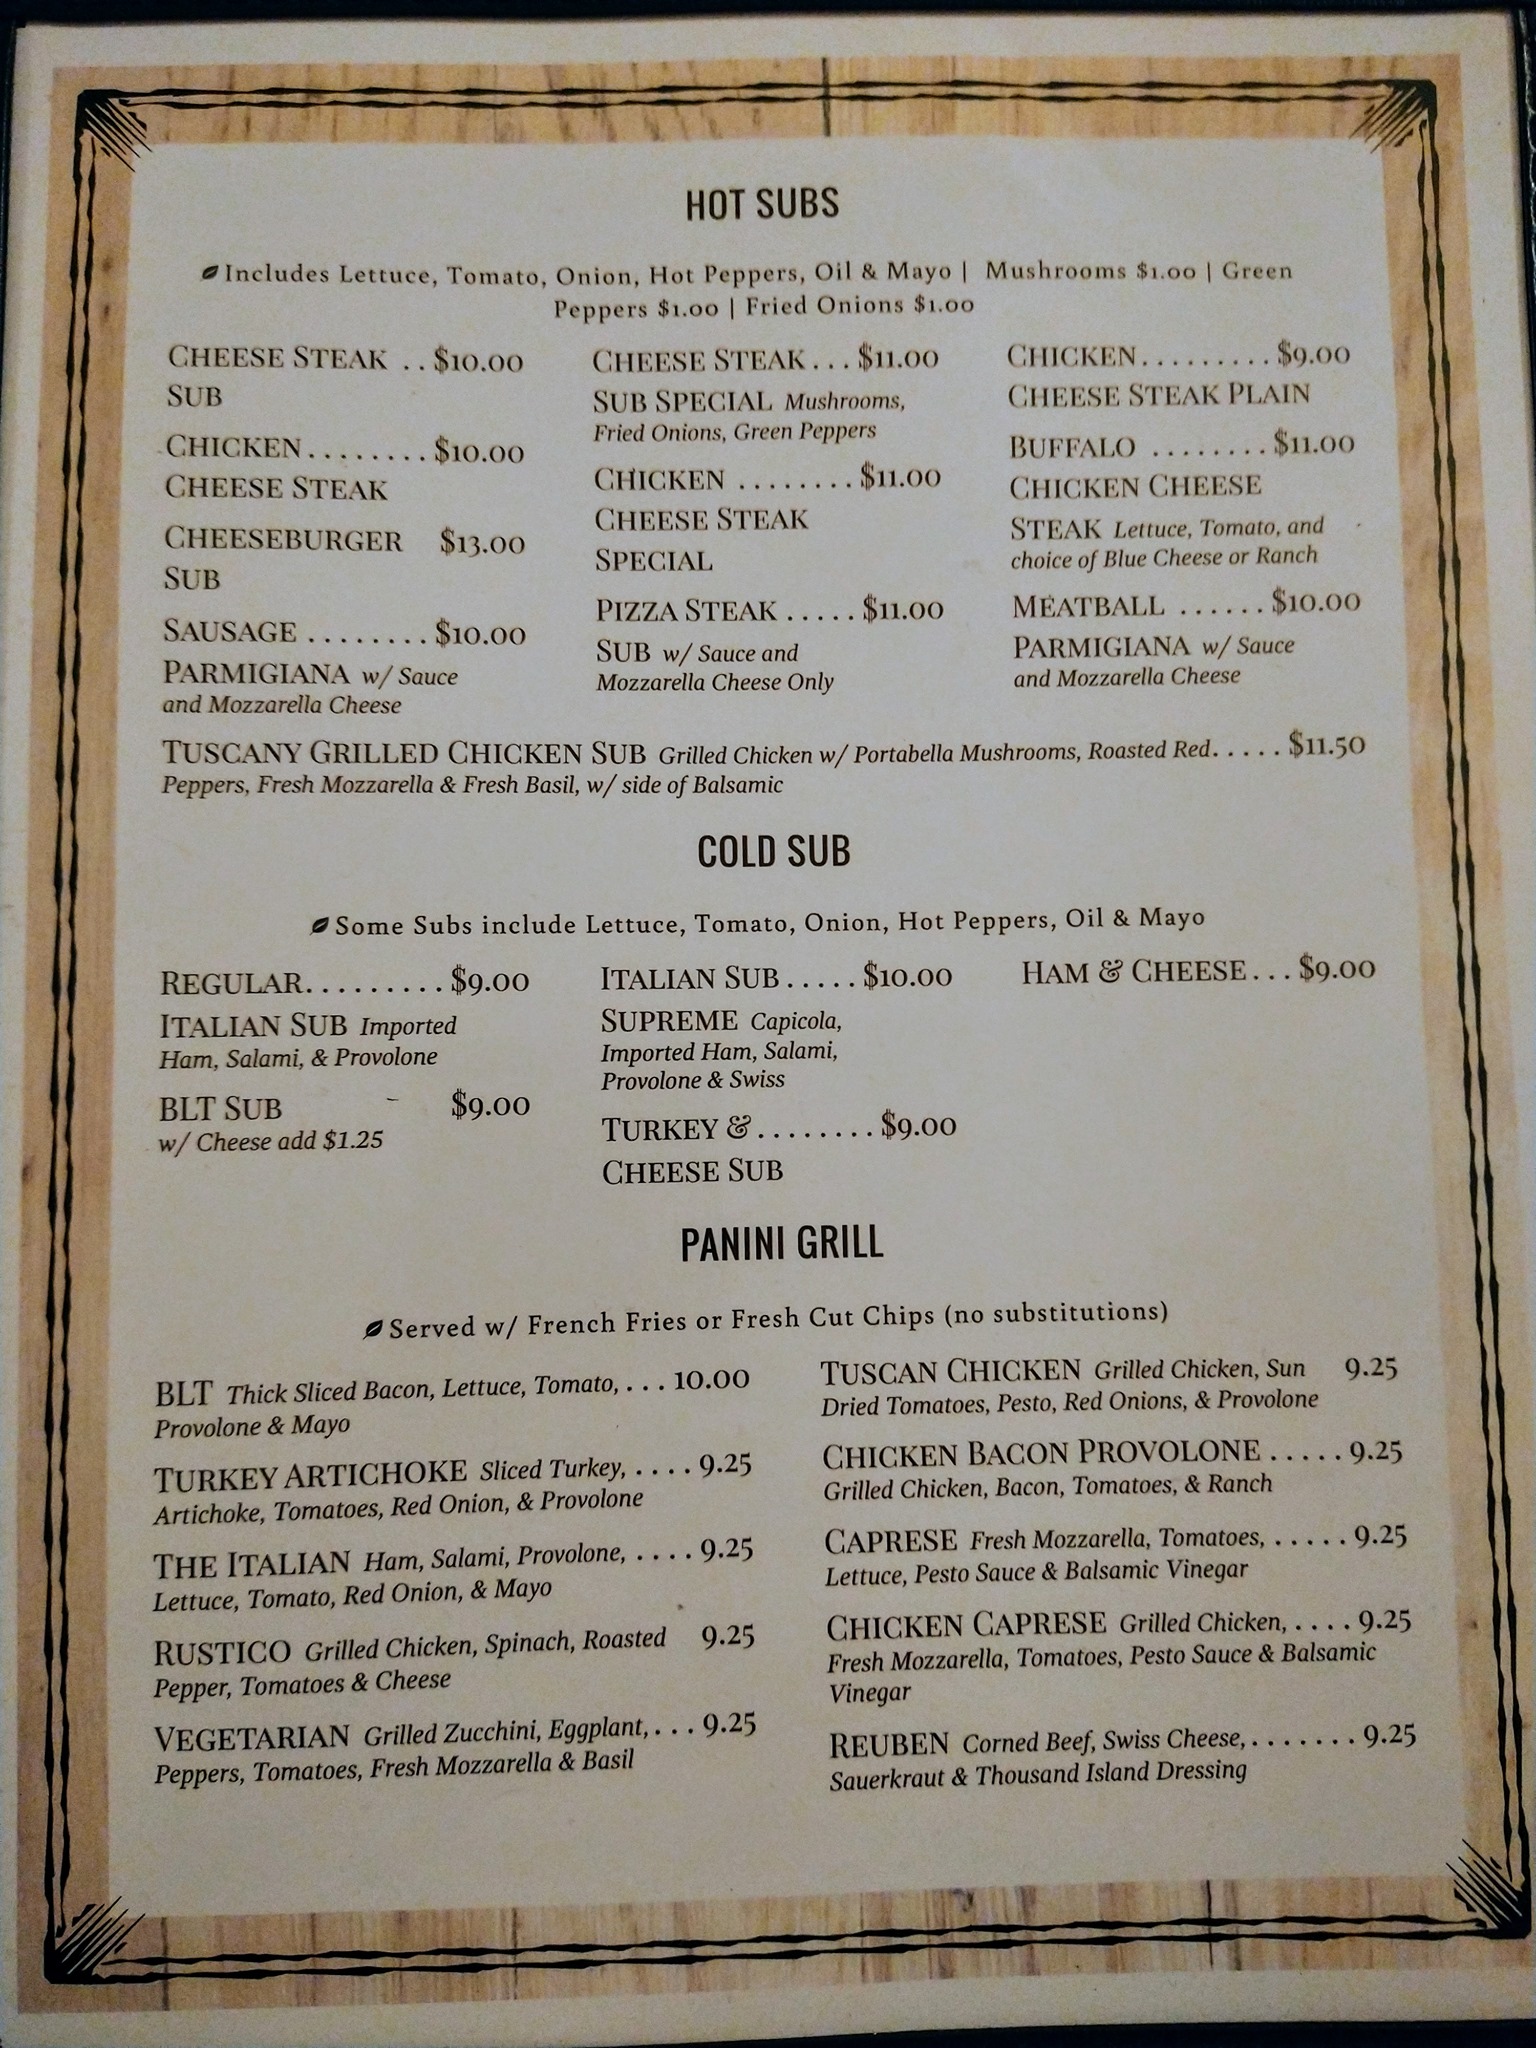 HOT SUBS
Includes Lettuce, Tomato, Onion, Hot Peppers, Oil & Mayo | Mushrooms $1.00 | Green
Peppers $1.00 | Fried Onions $1.00
CHEESE STEAK . . $10.00
SUB
CHICKEN . . . . . . . . $10.00
CHEESE STEAK
CHEESEBURGER $13.00
SUB
SAUSAGE . . . . . . . . $10.00
PARMIGIANA w/ Sauce
and Mozzarella Cheese
CHEESE STEAK . . . $11.00
SUB SPECIAL Mushrooms,
Fried Onions, Green Peppers
CHICKEN . . . . . . . . $11.00
CHEESE STEAK
SPECIAL
PIZZA STEAK . . . . . $11.00
SUB w/ Sauce and
Mozzarella Cheese Only
CHICKEN . . . . . . . . . $9.00
CHEESE STEAK PLAIN
BUFFALO . . . . . . . . $11.00
CHICKEN CHEESE
STEAK Lettuce, Tomato, and
choice of Blue Cheese or Ranch
MEATBALL . . . . . . $10.00
PARMIGIANA w/ Sauce
and Mozzarella Cheese
TUSCANY GRILLED CHICKEN SUB Grilled Chicken w/ Portabella Mushrooms, Roasted Red . . . . . $11.50
Peppers, Fresh Mozzarella & Fresh Basil, w/ side of Balsamic
COLD SUB
Some Subs include Lettuce, Tomato, Onion, Hot Peppers, Oil & Mayo
REGULAR . . . . . . . . . $9.00
ITALIAN SUB Imported
Ham, Salami, & Provolone
BLT SUB $9.00
w/ Cheese add $1.25
ITALIAN SUB . . . . . $10.00
SUPREME Capicola,
Imported Ham, Salami,
Provolone & Swiss
TURKEY & . . . . . . . . $9.00
CHEESE SUB
HAM & CHEESE . . . $9.00
PANINI GRILL
Served w/ French Fries or Fresh Cut Chips (no substitutions)
BLT Thick Sliced Bacon, Lettuce, Tomato, . . . 10.00
Provolone & Mayo
TURKEY ARTICHOKE Sliced Turkey, . . . . 9.25
Artichoke, Tomatoes, Red Onion, & Provolone
THE ITALIAN Ham, Salami, Provolone, . . . . 9.25
Lettuce, Tomato, Red Onion, & Mayo
RUSTICO Grilled Chicken, Spinach, Roasted 9.25
Pepper, Tomatoes & Cheese
VEGETARIAN Grilled Zucchini, Eggplant, . . . 9.25
Peppers, Tomatoes, Fresh Mozzarella & Basil
TUSCAN CHICKEN Grilled Chicken, Sun 9.25
Dried Tomatoes, Pesto, Red Onions, & Provolone
CHICKEN BACON PROVOLONE . . . . . 9.25
Grilled Chicken, Bacon, Tomatoes, & Ranch
CAPRESE Fresh Mozzarella, Tomatoes, . . . . . 9.25
Lettuce, Pesto Sauce & Balsamic Vinegar
CHICKEN CAPRESE Grilled Chicken, . . . . 9.25
Fresh Mozzarella, Tomatoes, Pesto Sauce & Balsamic
Vinegar
REUBEN Corned Beef, Swiss Cheese, . . . . . . . 9.25
Sauerkraut & Thousand Island Dressing